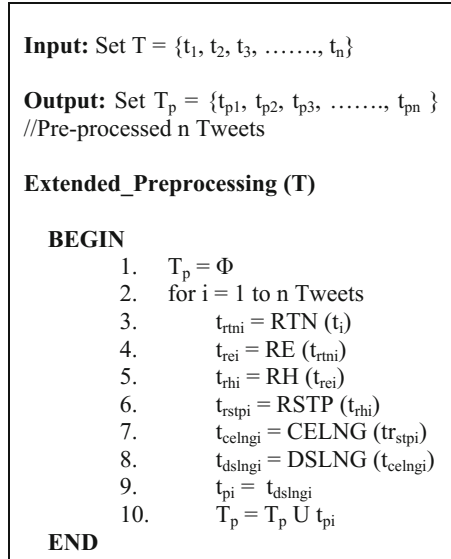 Input: Set T = {t1, t2, t3, ……., tn}
Output: Set Tp = {tp1, tp2, tp3, ……., tpn }
//Pre-processed n Tweets
Extended_Preprocessing (T)
BEGIN
1. Tp = Φ
2. for i = 1 to n Tweets
3. trtni = RTN (ti)
4. trei = RE (trtni)
5. trhi = RH (trei)
6. trstpi = RSTP (trhi)
7. tcelngi = CELNG (trstpi)
8. tdslngi = DSLNG (tcelngi)
9. tpi = tdslngi
10. Tp = Tp U tpi
END